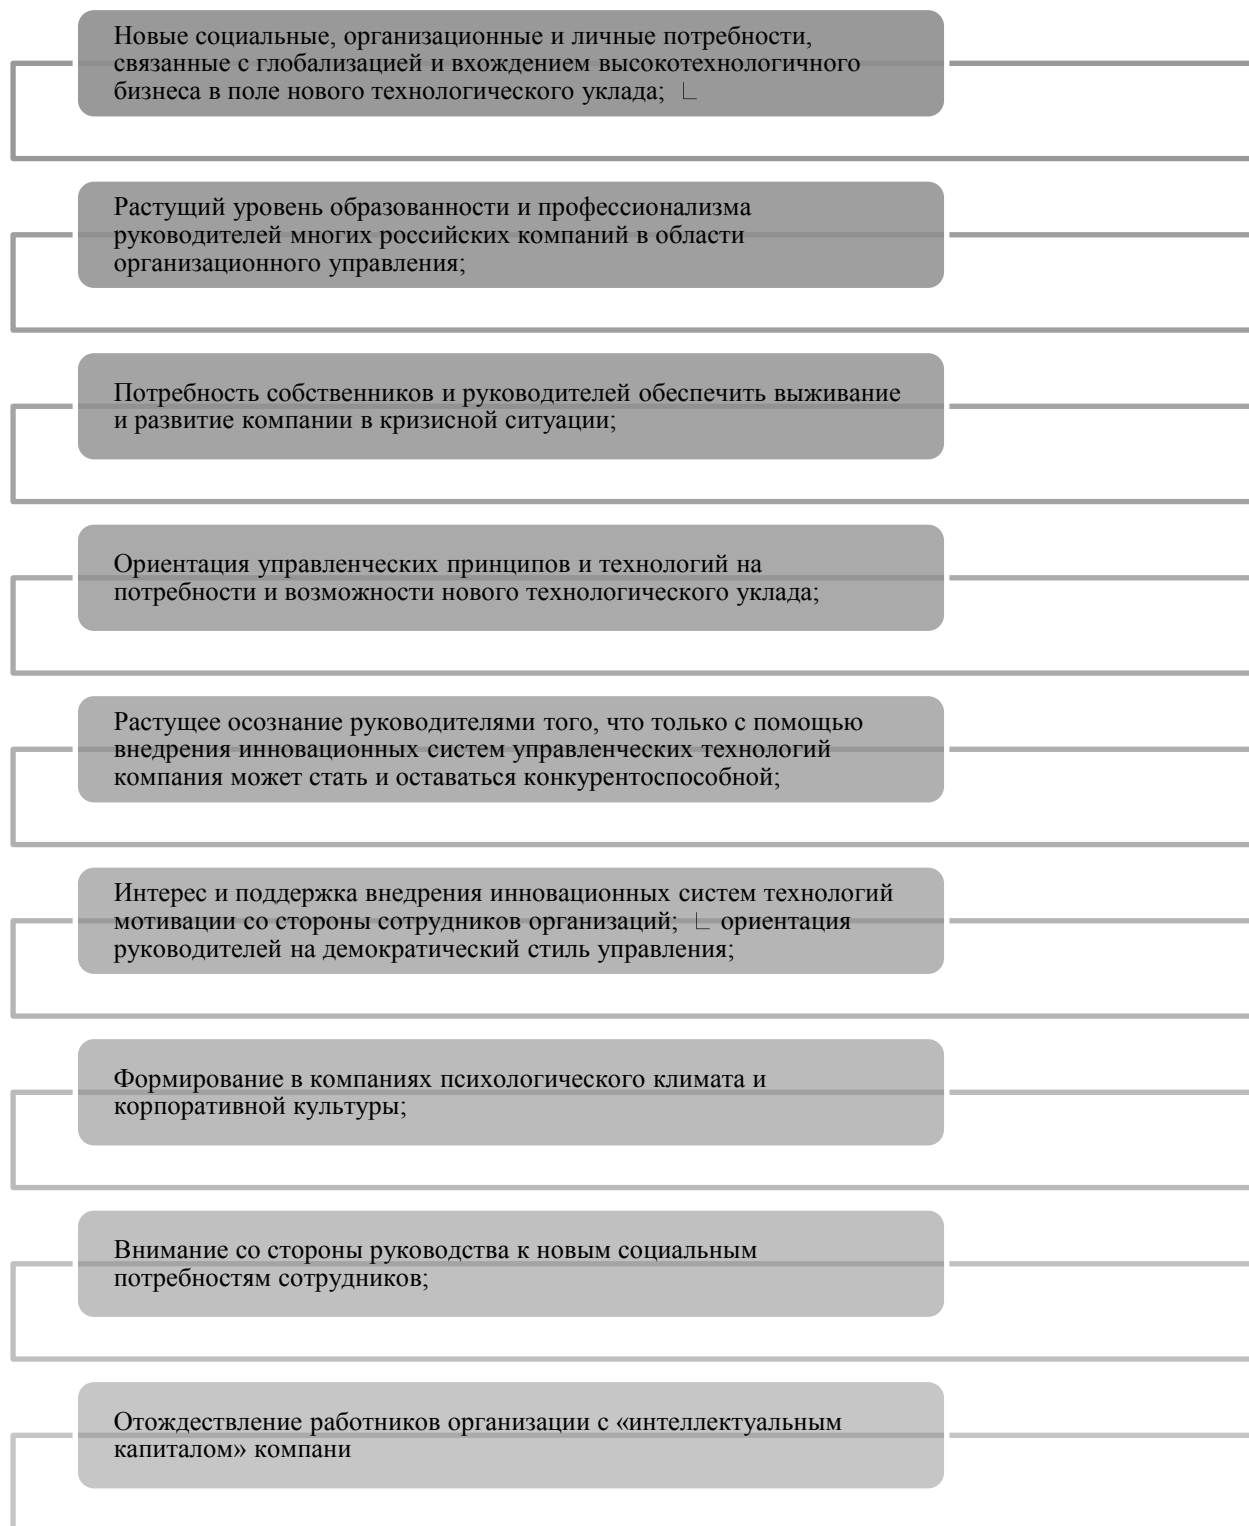 Новые социальные, организационные и личные потребности,
связанные с глобализацией и вхождением высокотехнологичного
бизнеса в поле нового технологического уклада; ∟
Растущий уровень образованности и профессионализма
руководителей многих российских компаний в области
организационного управления;
Потребность собственников и руководителей обеспечить выживание
и развитие компании в кризисной ситуации;
Ориентация управленческих принципов и технологий на
потребности и возможности нового технологического уклада;
Растущее осознание руководителями того, что только с помощью
внедрения инновационных систем управленческих технологий
компания может стать и оставаться конкурентоспособной;
Интерес и поддержка внедрения инновационных систем технологий
мотивации со стороны сотрудников организаций; ∟ ориентация
руководителей на демократический стиль управления;
Формирование в компаниях психологического климата и
корпоративной культуры;
Внимание со стороны руководства к новым социальным
потребностям сотрудников;
Отождествление работников организации с «интеллектуальным
капиталом» компани